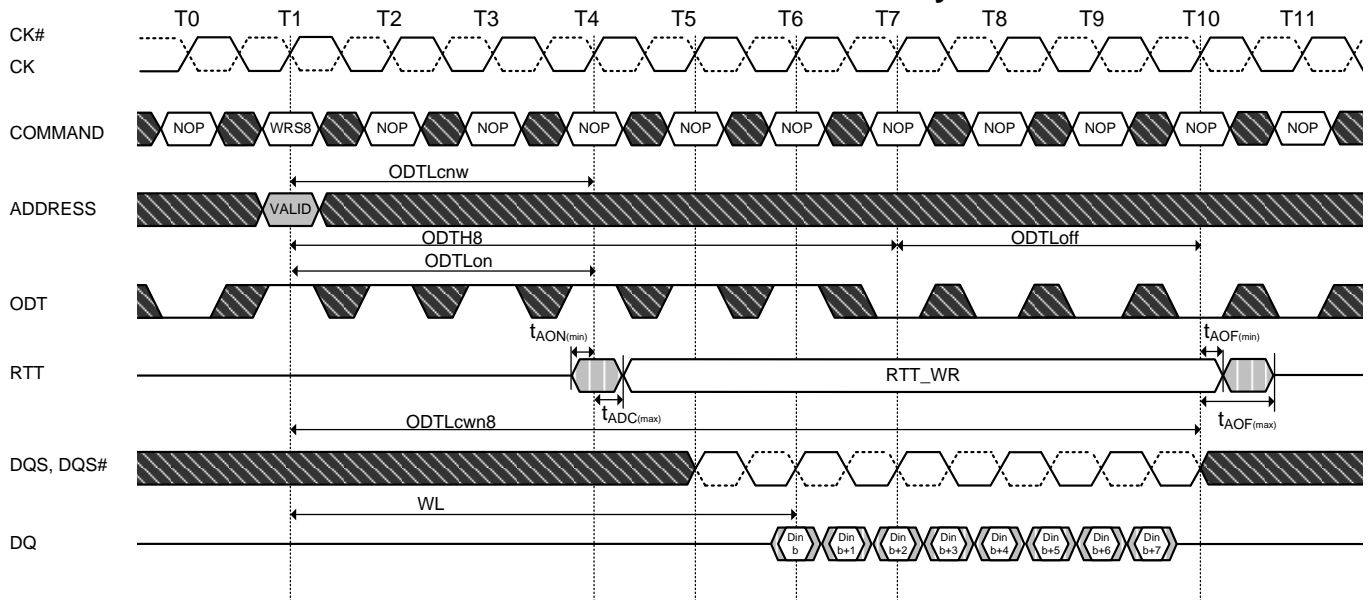 T0 T1 T2 T3 T4 T5 T6 T7 T8 T9 T10 T11
CK#
CK
COMMAND NOP WRS8 NOP NOP NOP NOP NOP NOP NOP NOP NOP NOP
ODTLcnw
ADDRESS VALID
ODTH8 ODTLoff
ODTLon
ODT
tAON(min) tAOF(min)
RTT RTT_WR
tADC(max) tAOF(max)
ODTLcwn8
DQS, DQS#
WL
DQ Din b Din b+1 Din b+2 Din b+3 Din b+4 Din b+5 Din b+6 Din b+7